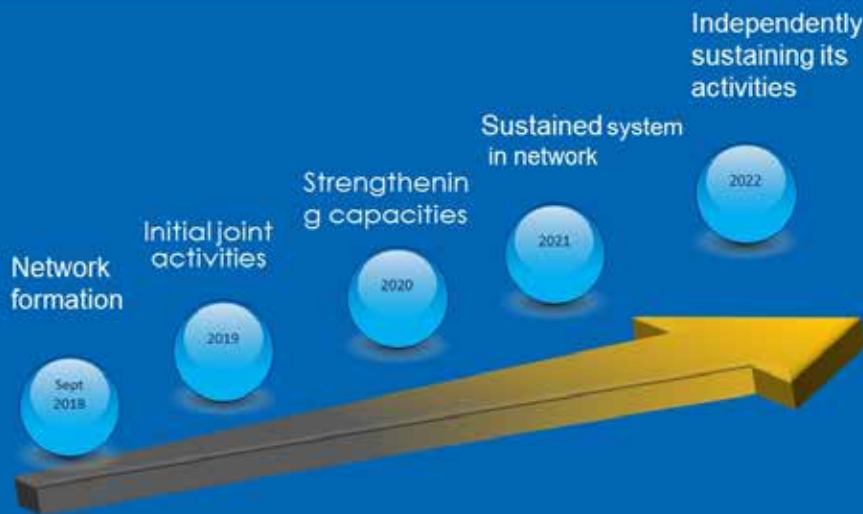 Network
formation
Sept
2018
Initial joint
activities
2019
Strengthenin
g capacities
2020
Sustained system
in network
2021
Independently
sustaining its
activities
2022